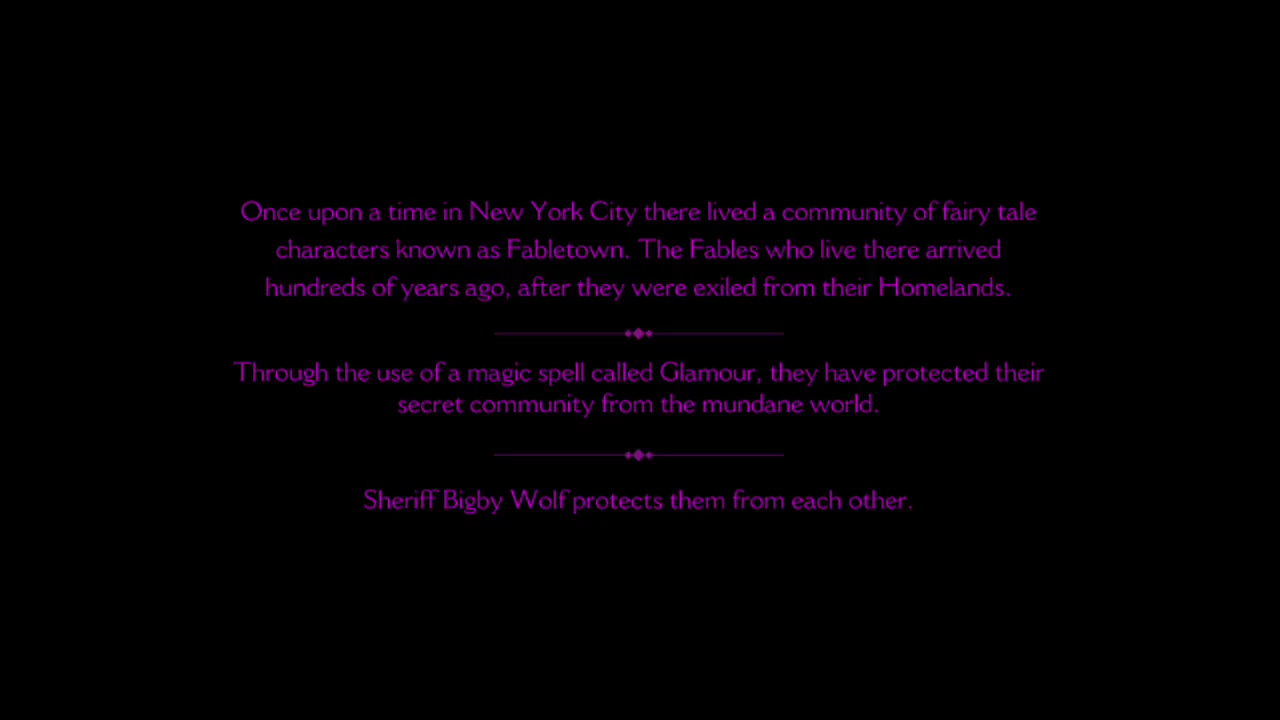 Once upon a time in New York City there lived a community of fairy tale
characters known as Fabletown. The Fables who live there arrived
hundreds of years ago, after they were exiled from their Homelands.
Through the use of a magic spell called Glamour, they have protected their
secret community from the mundane world.
Sheriff Bigby Wolf protects them from each other.